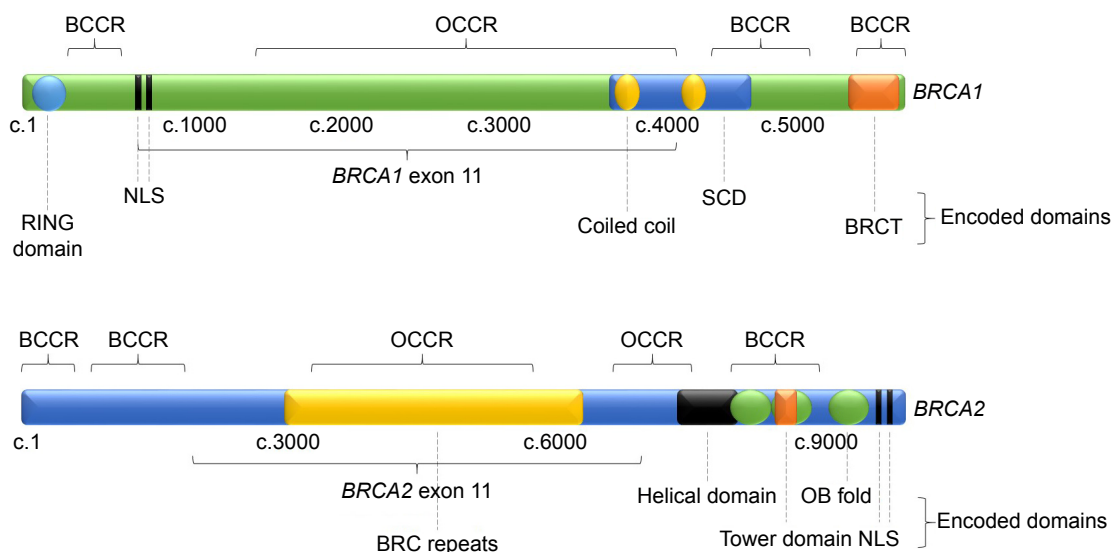 BCCR OCCR BCCR BCCR
BRCA1
c.1 c.1000 c.2000 c.3000 c.4000 c.5000
BRCA1 exon 11
NLS SCD
RING
domain
Coiled coil BRCT
Encoded domains
BCCR BCCR OCCR OCCR BCCR
BRCA2
c.1 c.3000 c.6000 c.9000
BRCA2 exon 11
Helical domain OB fold
BRC repeats
Tower domain NLS
Encoded domains